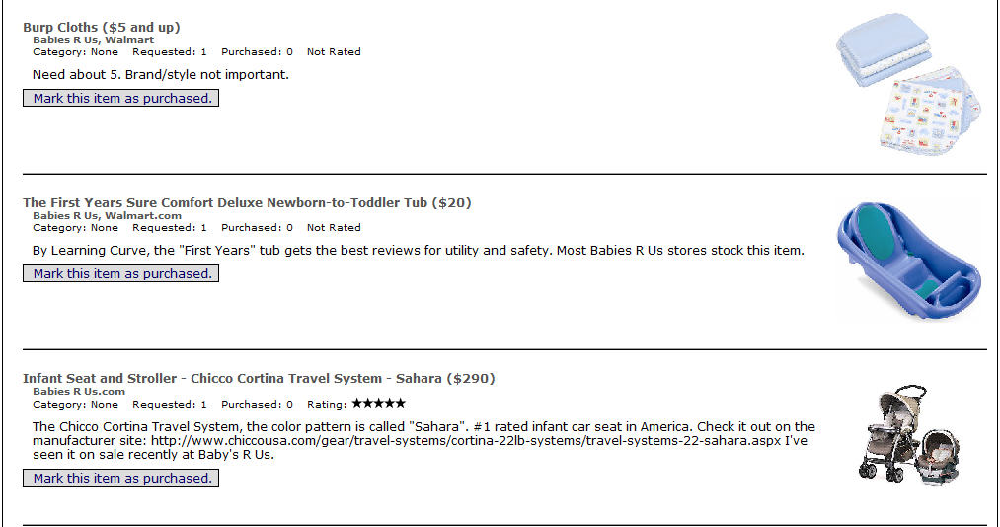 Burp Cloths ($5 and up)
Babies R Us, Walmart
Category: None Requested: 1 Purchased: 0 Not Rated
Need about 5. Brand/style not important.
Mark this item as purchased.
The First Years Sure Comfort Deluxe Newborn-to-Toddler Tub ($20)
Babies R Us, Walmart.com
Category: None Requested: 1 Purchased: 0 Not Rated
By Learning Curve, the "First Years" tub gets the best reviews for utility and safety. Most Babies R Us stores stock this item.
Mark this item as purchased.
Infant Seat and Stroller - Chicco Cortina Travel System - Sahara ($290)
Babies R Us.com
Category: None Requested: 1 Purchased: 0 Rating: ★★★★★
The Chicco Cortina Travel System, the color pattern is called "Sahara". #1 rated infant car seat in America. Check it out on the
manufacturer site: http://www.chiccousa.com/gear/travel-systems/cortina-22lb-systems/travel-systems-22-sahara.aspx I've
seen it on sale recently at Baby's R Us.
Mark this item as purchased.